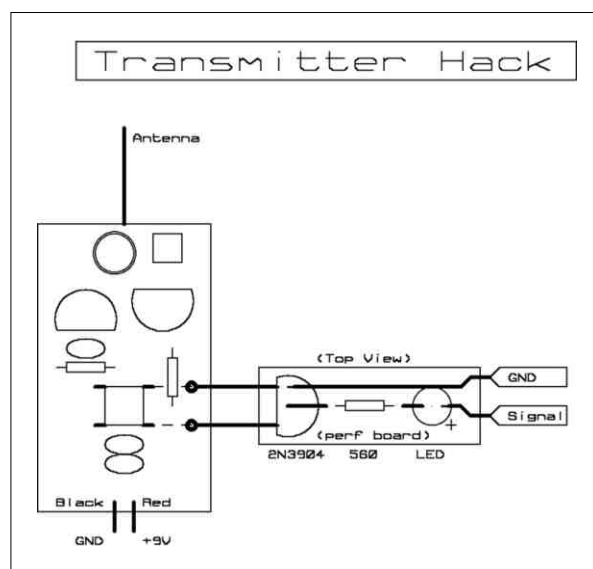 Transmitter Hack
Antenna
(Top View)
GND
Signal
+
(perf board)
2N3904 560 LED
Black Red
GND +9V